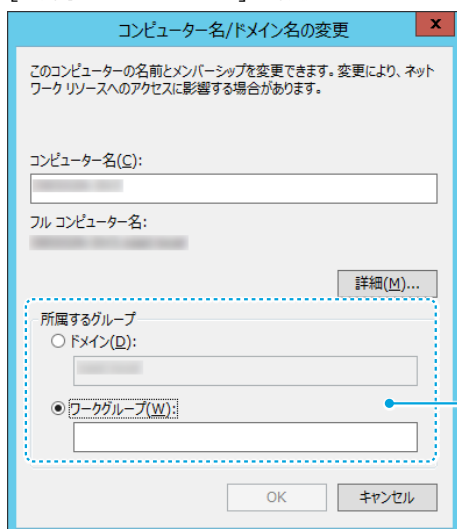 コンピューター名/ドメイン名の変更
x
このコンピューターの名前とメンバーシップを変更できます。変更により、ネット
ワーク リソースへのアクセスに影響する場合があります。
コンピューター名(C):
フル コンピューター名:
詳細(M)...
所属するグループ
ドメイン(D):
ワークグループ(W):
OK
キャンセル